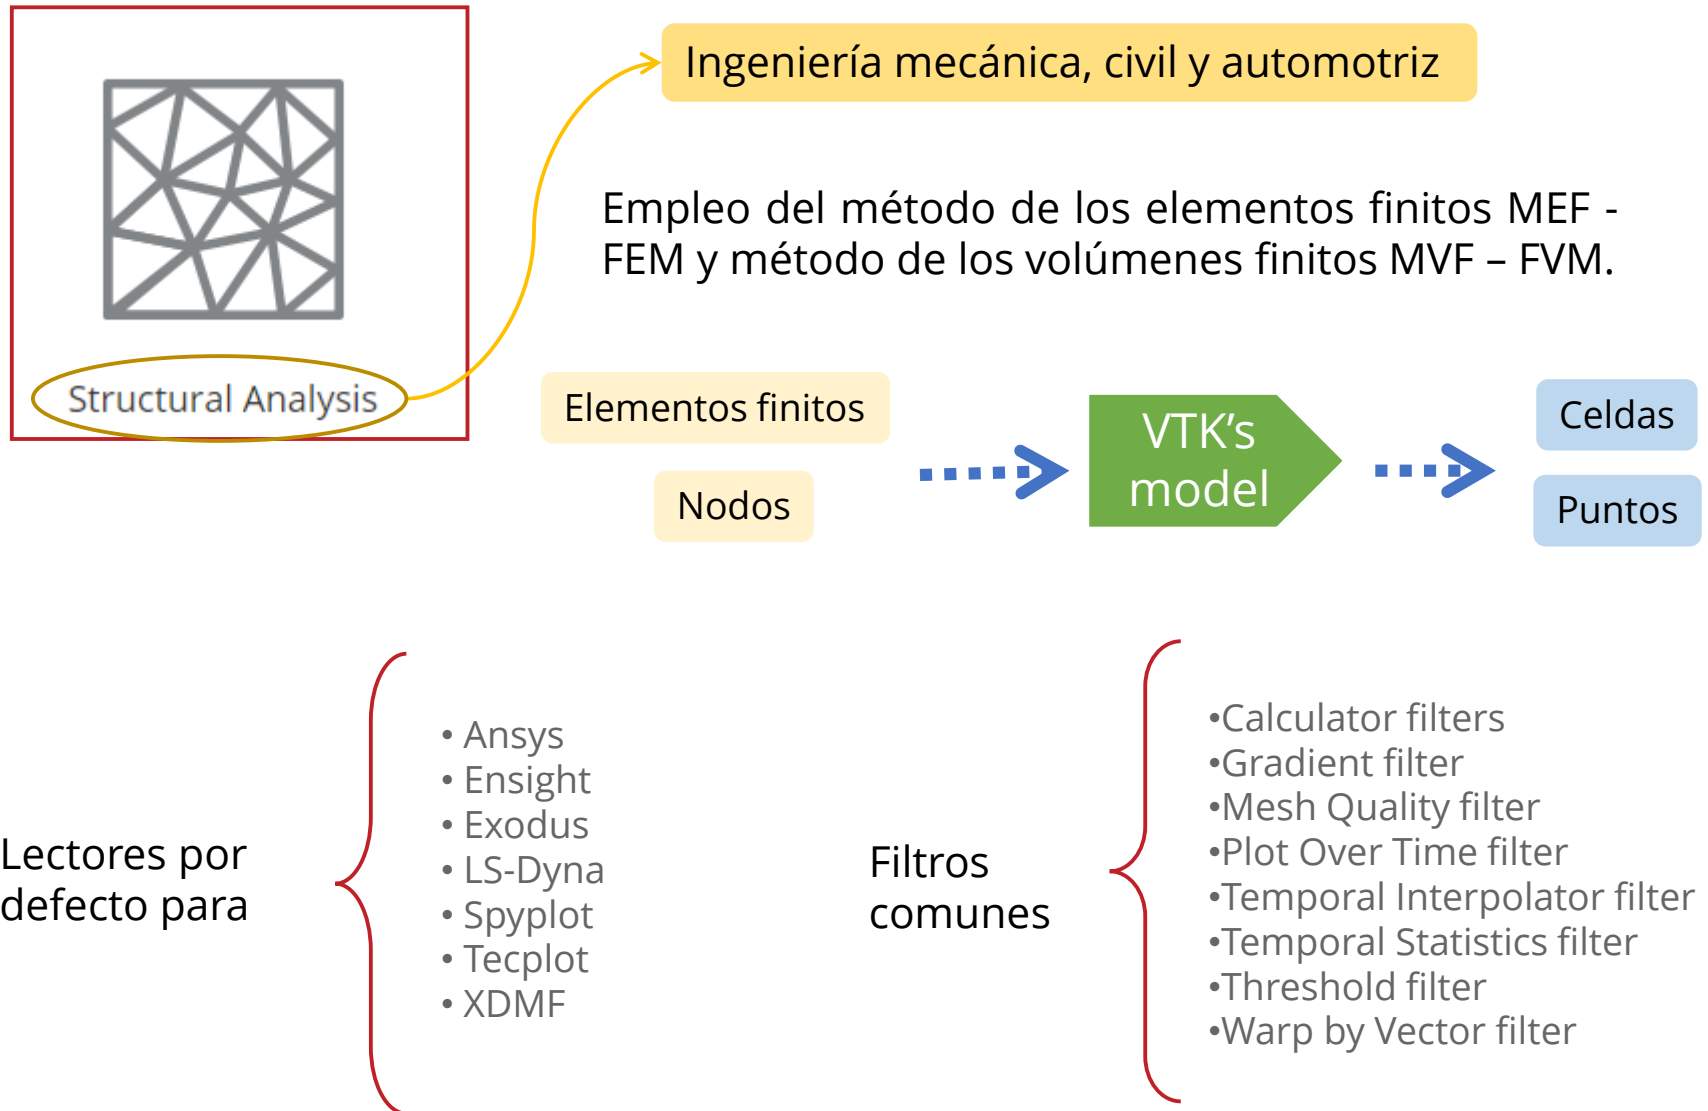 Ingeniería mecánica, civil y automotriz
Structural Analysis
Empleo del método de los elementos finitos MEF -
FEM y método de los volúmenes finitos MVF – FVM.
Elementos finitos
Nodos
VTK’s
model
Celdas
Puntos
Lectores por
defecto para
• Ansys
• Ensight
• Exodus
• LS-Dyna
• Spyplot
• Tecplot
• XDMF
Filtros
comunes
•Calculator filters
•Gradient filter
•Mesh Quality filter
•Plot Over Time filter
•Temporal Interpolator filter
•Temporal Statistics filter
•Threshold filter
•Warp by Vector filter